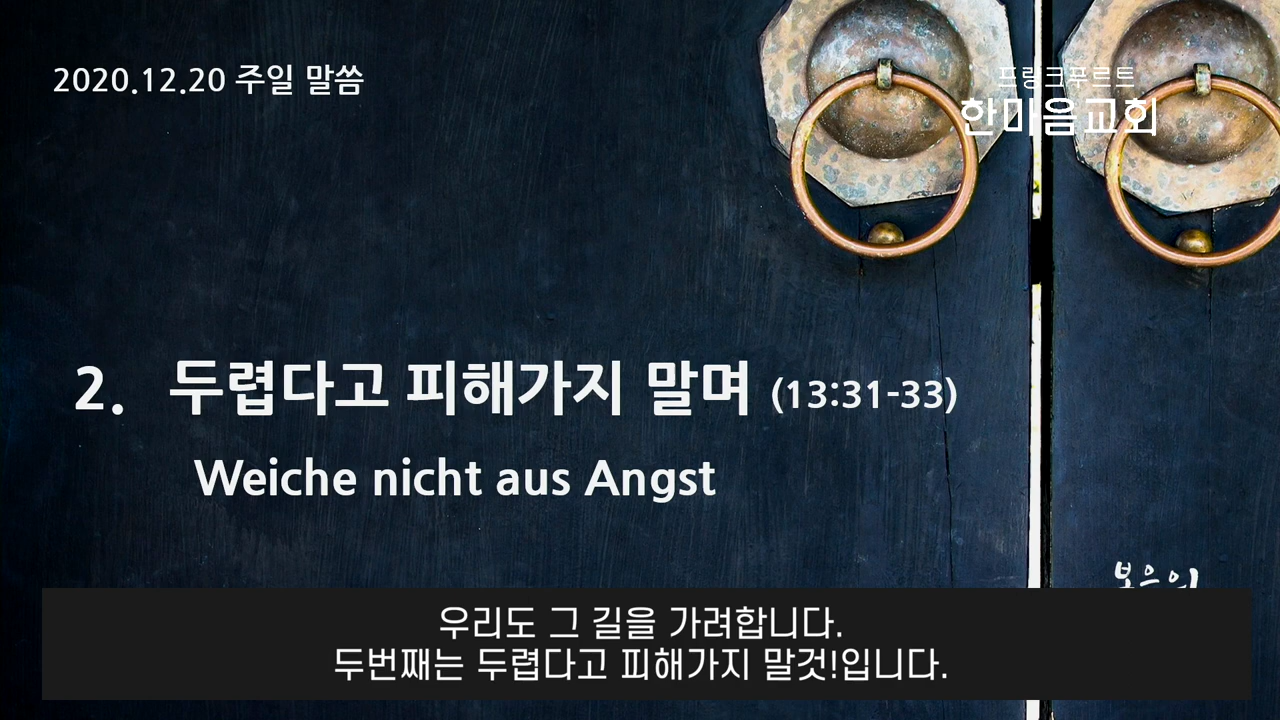 2020.12.20 주일 말씀
프랑크푸르트
한마음교회
2. 두렵다고 피해가지 말며 (13:31-33)
Weiche nicht aus Angst
우리도 그 길을 가려합니다.
두번째는 두렵다고 피해가지 말것!입니다.